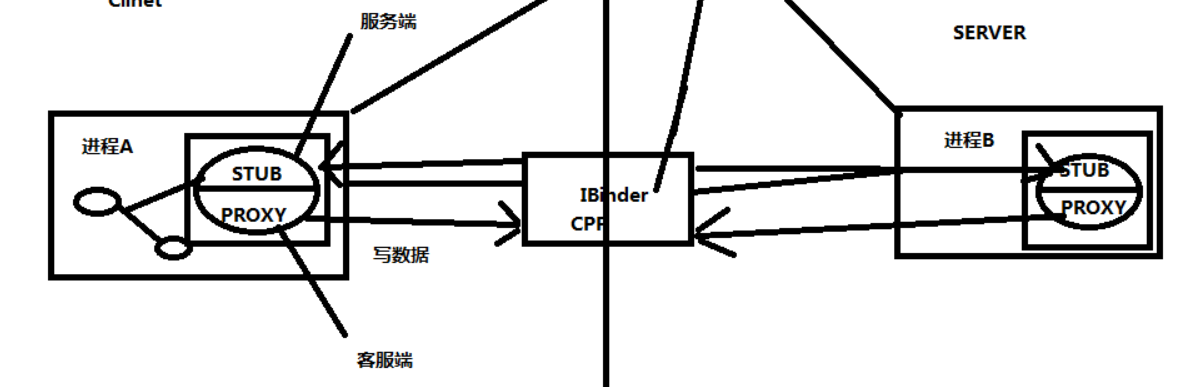 Clinet
服务端
SERVER
进程A
进程B
STUB
PROXY
IBinder
CPP
STUB
PROXY
写数据
客服端